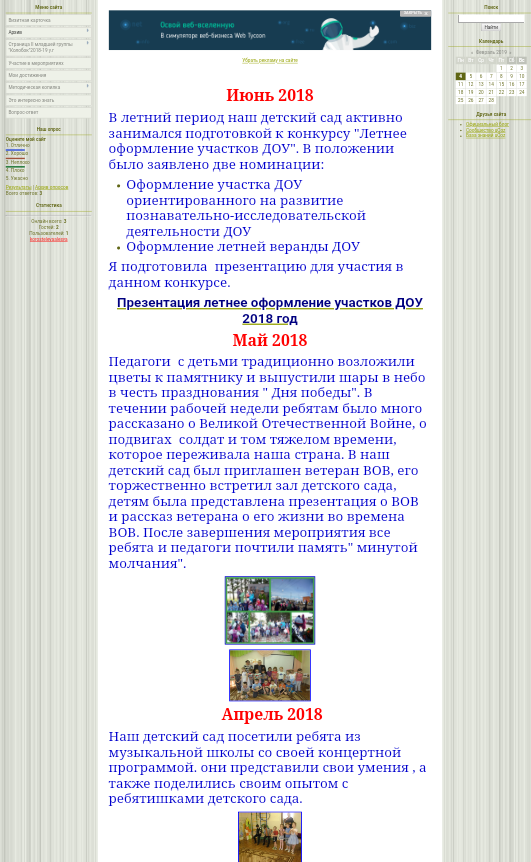 Меню сайта
Визитная карточка
Архив
Страница II младшей группы
"Колобок"2018-19 уг
Участие в мероприятиях
Мои достижения
Методическая копилка
Это интересно знать
Вопрос-ответ
Наш опрос
Оцените мой сайт
1. Отлично
2. Хорошо
3. Неплохо
4. Плохо
5. Ужасно
Результаты | Архив опросов
Всего ответов: 3
Статистика
Онлайн всего: 3
Гостей: 2
Пользователей: 1
Освой веб-вселенную
В симуляторе веб-бизнеса Web Tycoon
Убрать рекламу на сайте
Июнь 2018
В летний период наш детский сад активно
занимался подготовкой к конкурсу "Летнее
оформление участков ДОУ". В положении
было заявлено две номинации:
Оформление участка ДОУ
ориентированного на развитие
познавательно-исследовательской
деятельности ДОУ
Оформление летней веранды ДОУ
Я подготовила презентацию для участия в
данном конкурсе.
Презентация летнее оформление участков ДОУ
2018 год
Май 2018
Педагоги с детьми традиционно возложили
цветы к памятнику и выпустили шары в небо
в честь празднования " Дня победы". В
течении рабочей недели ребятам было много
рассказано о Великой Отечественной Войне, о
подвигах солдат и том тяжелом времени,
которое переживала наша страна. В наш
детский сад был приглашен ветеран ВОВ, его
торжественно встретил зал детского сада,
детям была представлена презентация о ВОВ
и рассказ ветерана о его жизни во времена
ВОВ. После завершения мероприятия все
ребята и педагоги почтили память" минутой
молчания".
Апрель 2018
Наш детский сад посетили ребята из
музыкальной школы со своей концертной
программой. они представили свои умения , а
также поделились своим опытом с
ребятишками детского сада.
Поиск
Найти
Календарь
« Февраль 2019 »
Пн Вт Ср Чт Пт Сб Вс
1 2 3
4 5 6 7 8 9 10
11 12 13 14 15 16 17
18 19 20 21 22 23 24
25 26 27 28
Друзья сайта
Официальный блог
Сообщество uCoz
База знаний uCoz